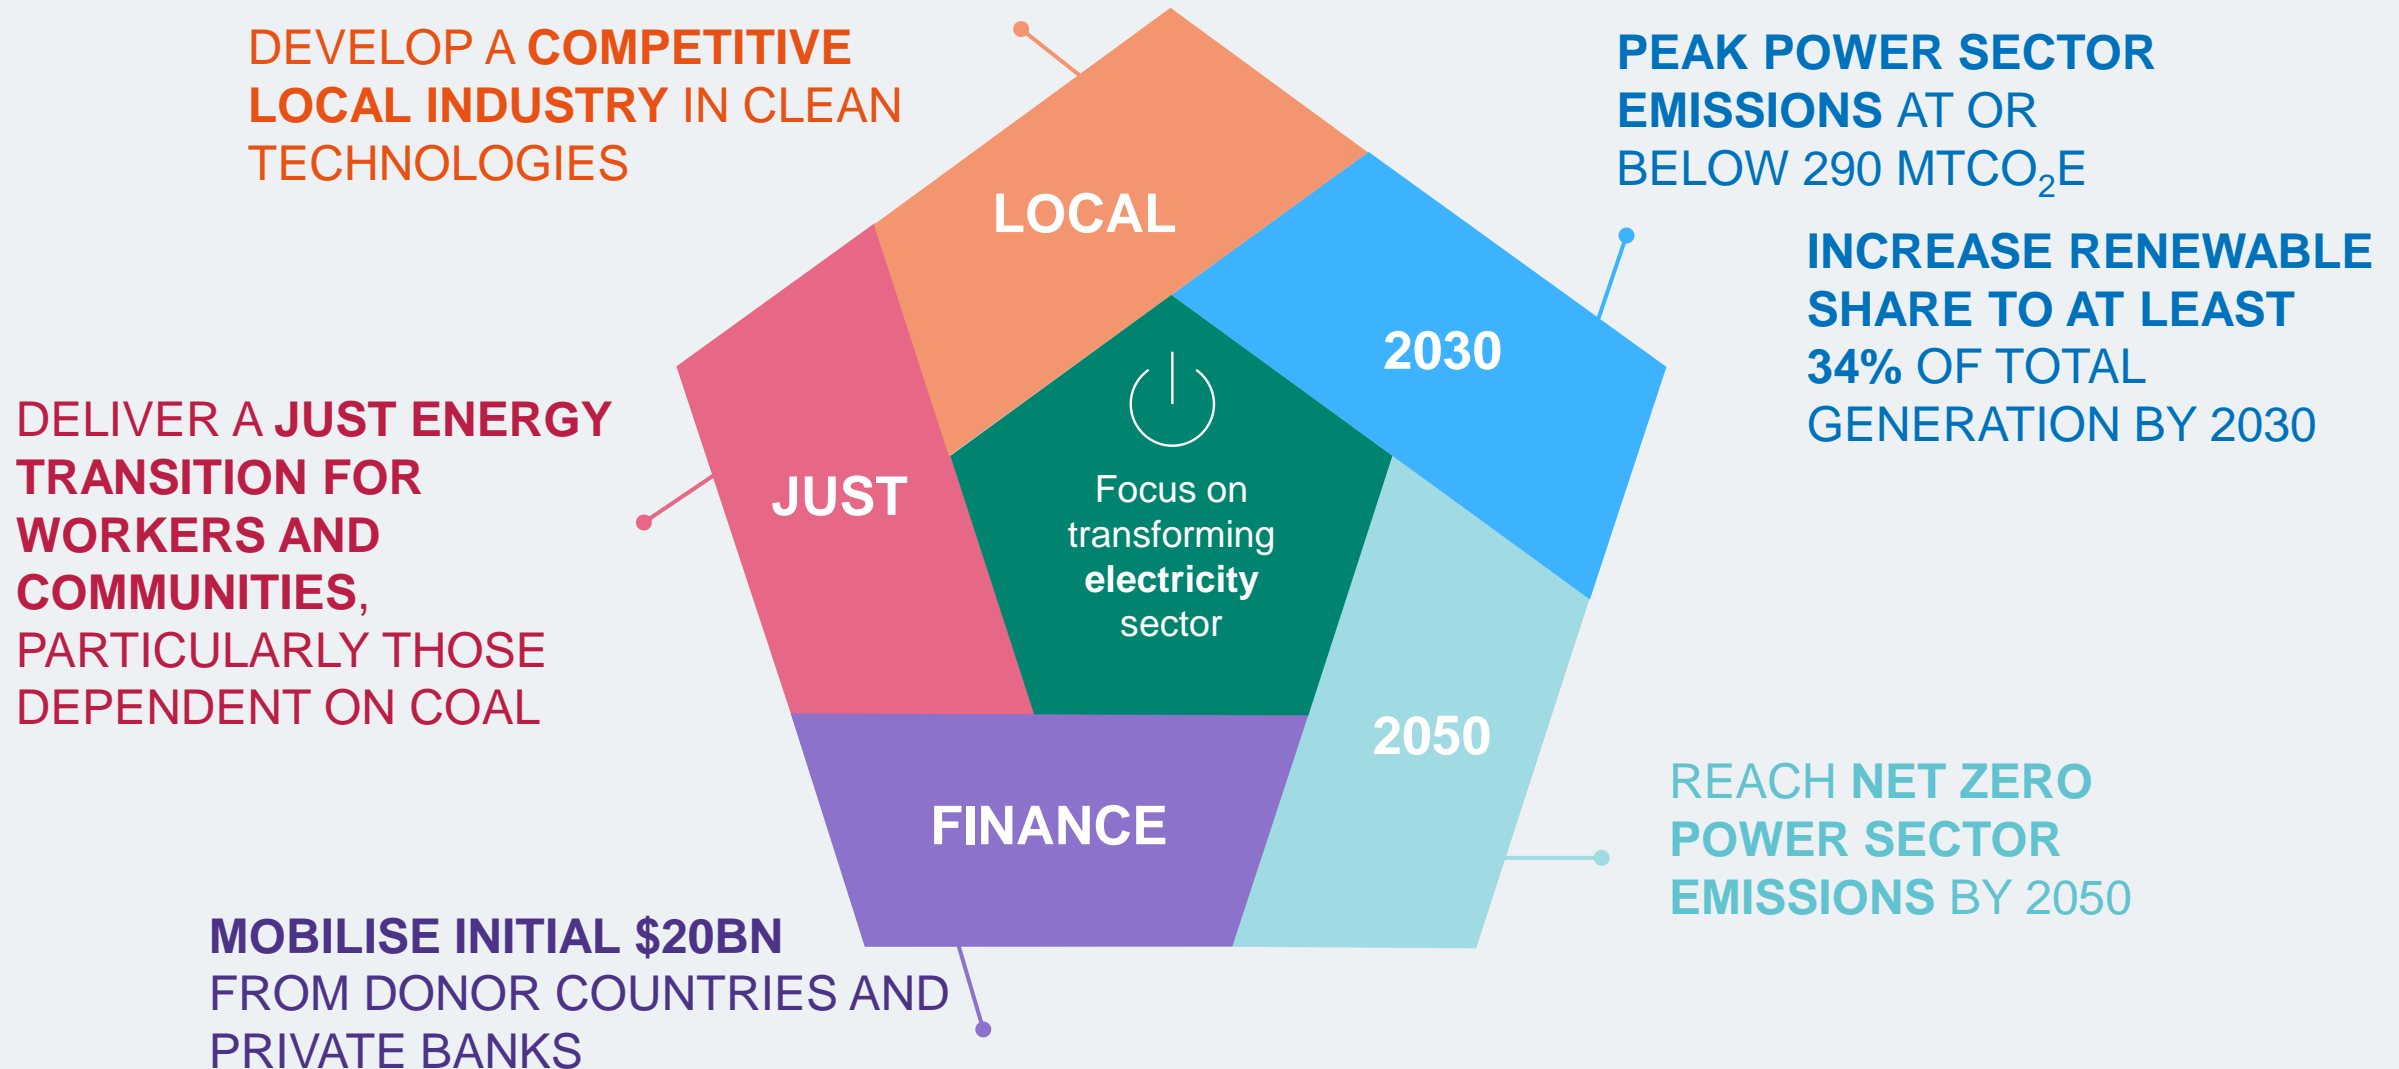 DEVELOP A COMPETITIVE
LOCAL INDUSTRY IN CLEAN
TECHNOLOGIES
LOCAL
PEAK POWER SECTOR
EMISSIONS AT OR
BELOW 290 MTCO₂E
INCREASE RENEWABLE
SHARE TO AT LEAST
34% OF TOTAL
GENERATION BY 2030
2030
DELIVER A JUST ENERGY
TRANSITION FOR
WORKERS AND
COMMUNITIES,
PARTICULARLY THOSE
DEPENDENT ON COAL
JUST
Focus on
transforming
electricity
sector
2050
REACH NET ZERO
POWER SECTOR
EMISSIONS BY 2050
FINANCE
MOBILISE INITIAL $20BN
FROM DONOR COUNTRIES AND
PRIVATE BANKS